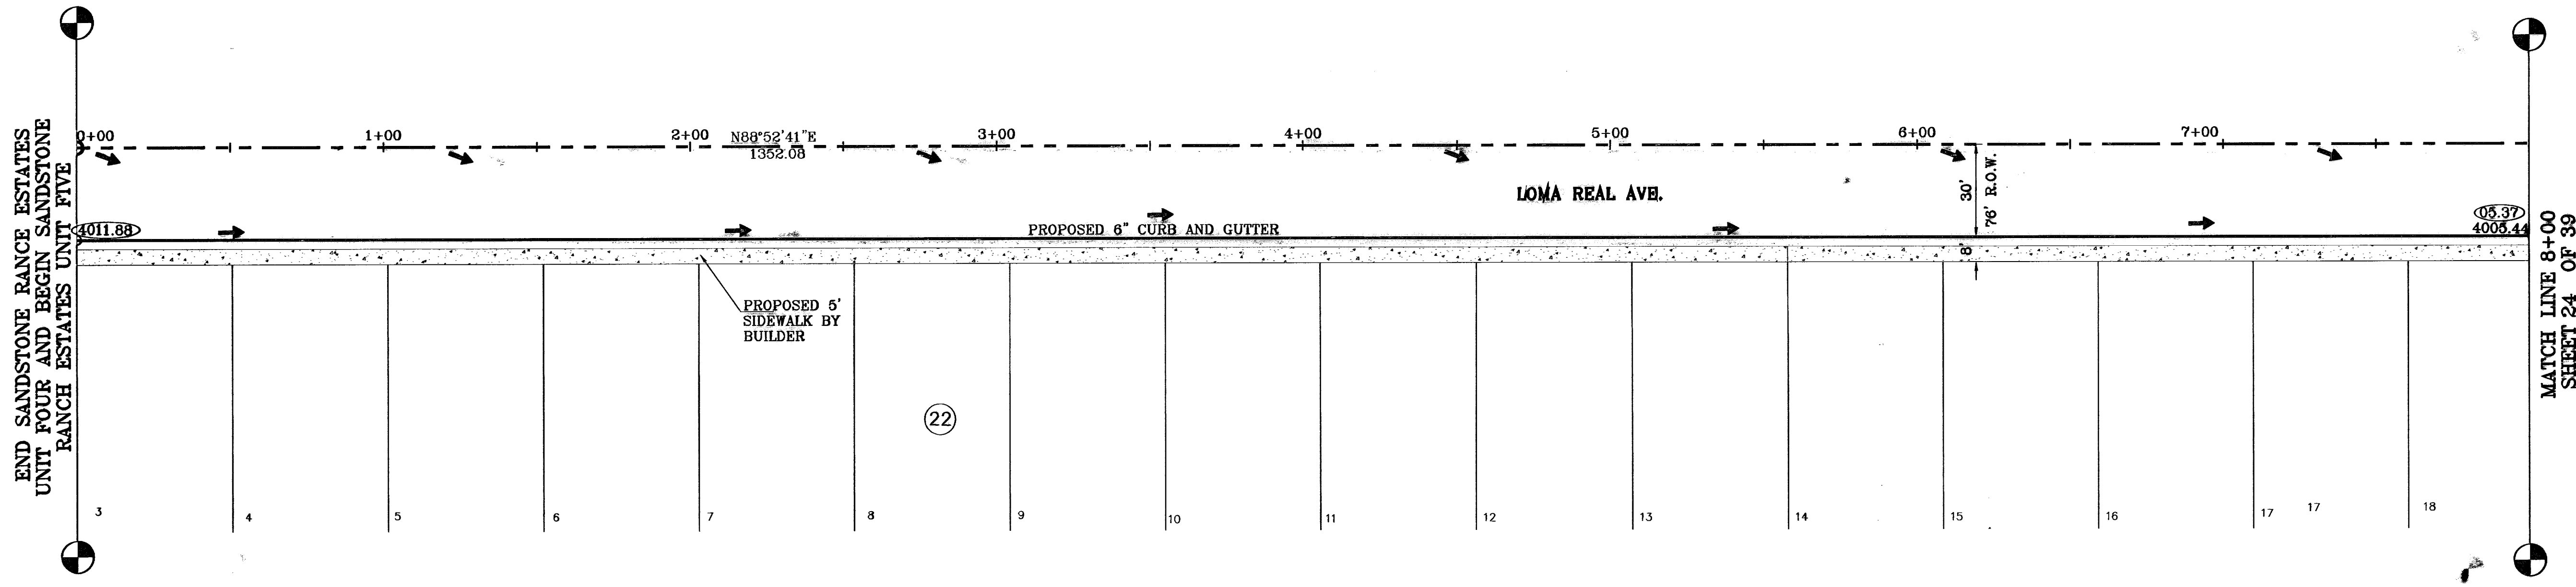 END SANDSTONE RANCE ESTATES
UNIT FOUR AND BEGIN SANDSTONE
RANCH ESTATES UNIT FIVE
0+00
1+00
2+00
N88°52'41"E
1352.08
3+00
4+00
5+00
6+00
7+00
LOMA REAL AVE.
30'
76' R.O.W.
8'
4011.88
PROPOSED 6" CURB AND GUTTER
05.37
4005.44
PROPOSED 5'
SIDEWALK BY
BUILDER
22
3
4
5
6
7
8
9
10
11
12
13
14
15
16
17
17
18
MATCH LINE 8+00
SHEET 24 OF 39